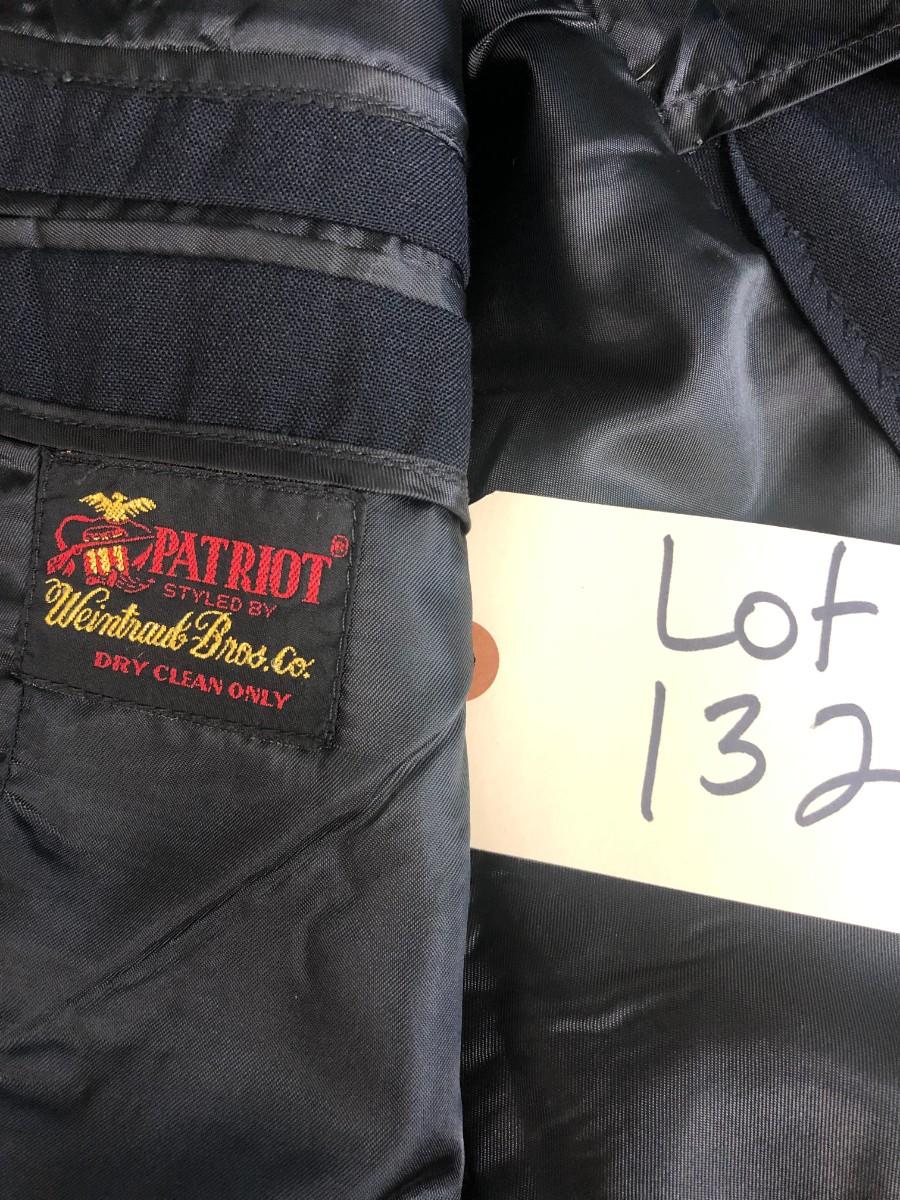 PATRIOT®
STYLED BY
Weintraub Bros. Co.
DRY CLEAN ONLY
Lot
132